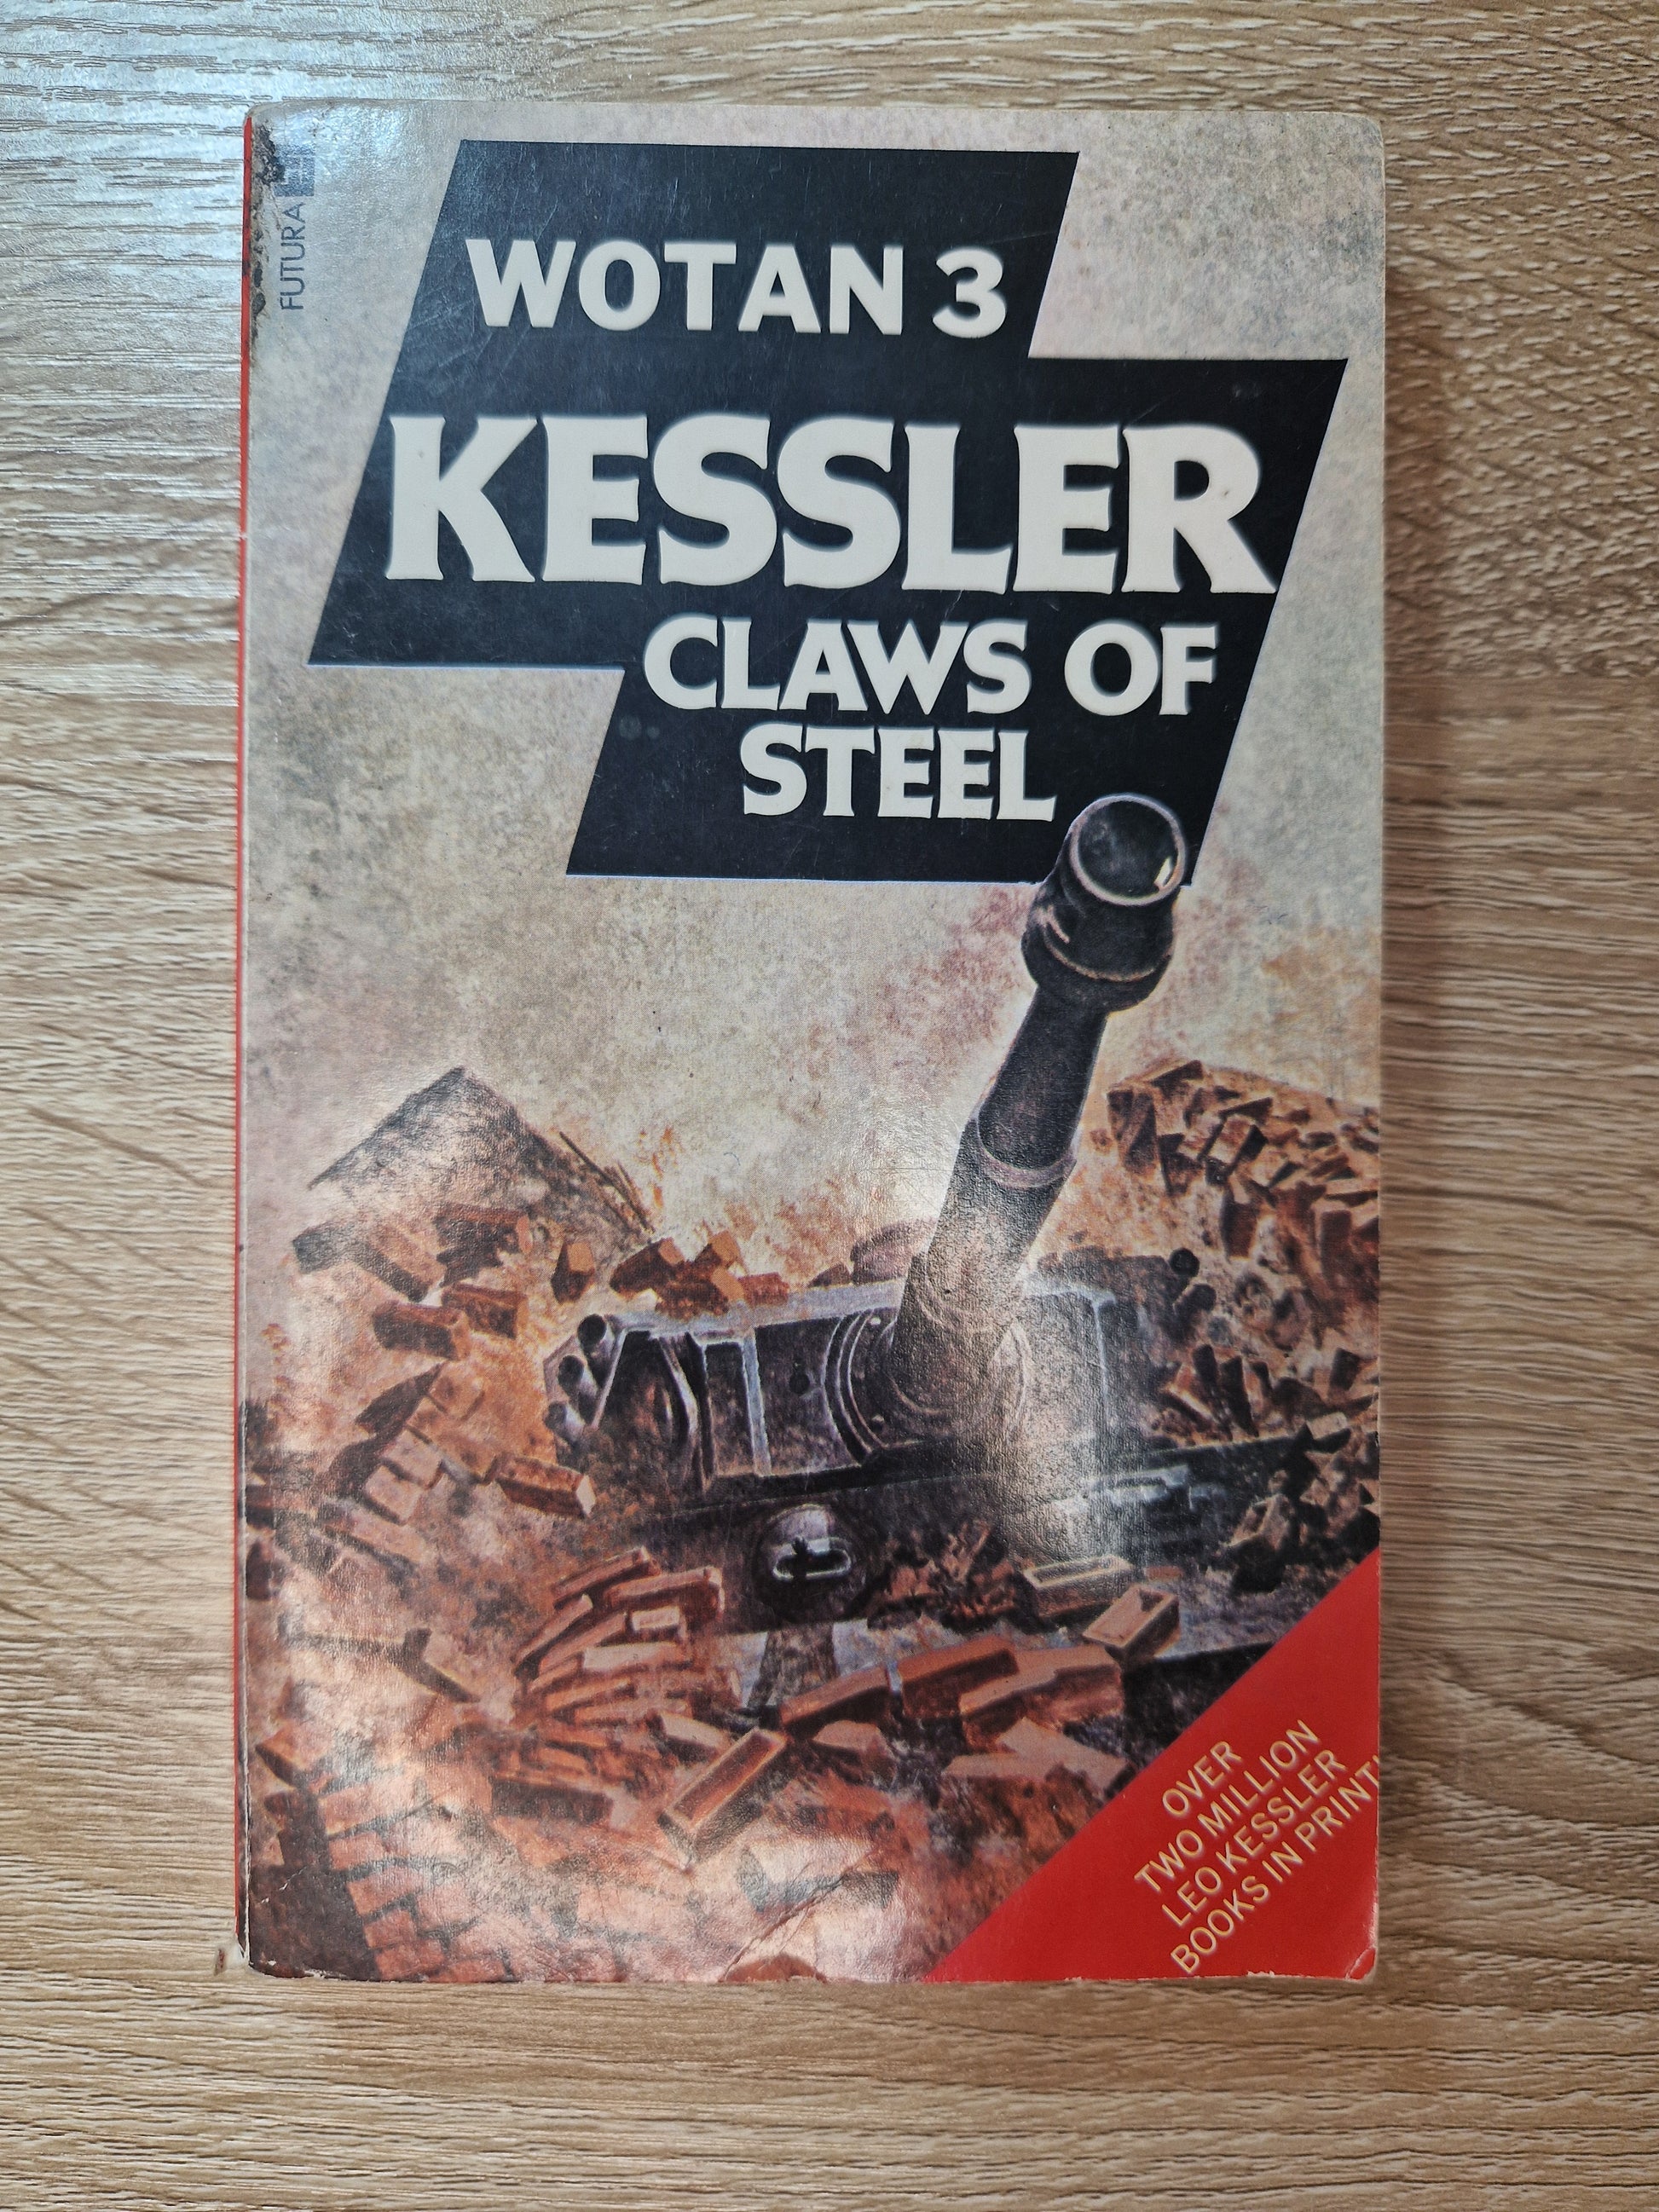 FUTURA
WOTAN 3
KESSLER
CLAWS OF
STEEL
OVER
TWO MILLION
LEO KESSLER
BOOKS IN PRINT!